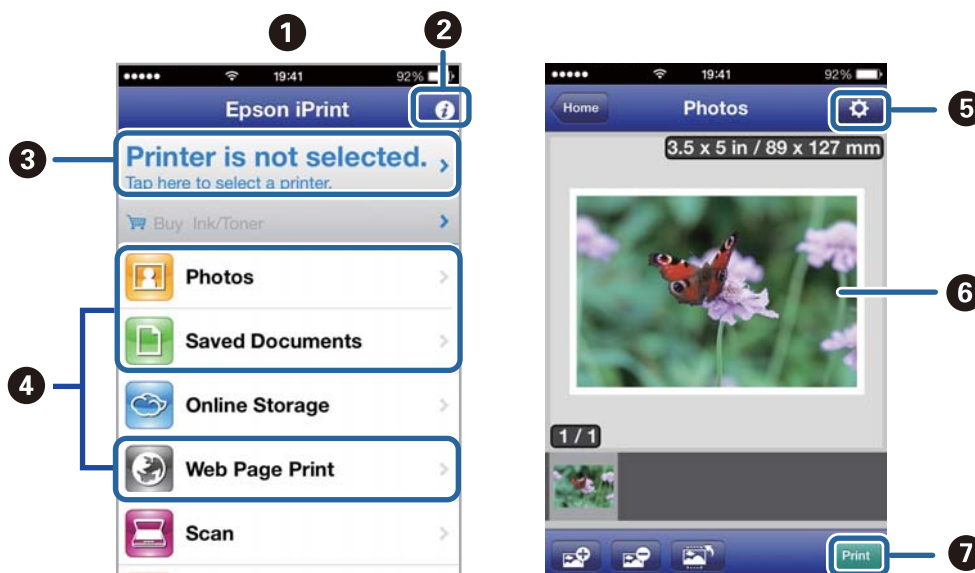 1
2
19:41
92%
Epson iPrint
3
Printer is not selected.
Tap here to select a printer.
Buy Ink/Toner
Photos
Saved Documents
4
Online Storage
Web Page Print
Scan
19:41
92%
Home
Photos
5
3.5 x 5 in / 89 x 127 mm
6
1 / 1
Print
7